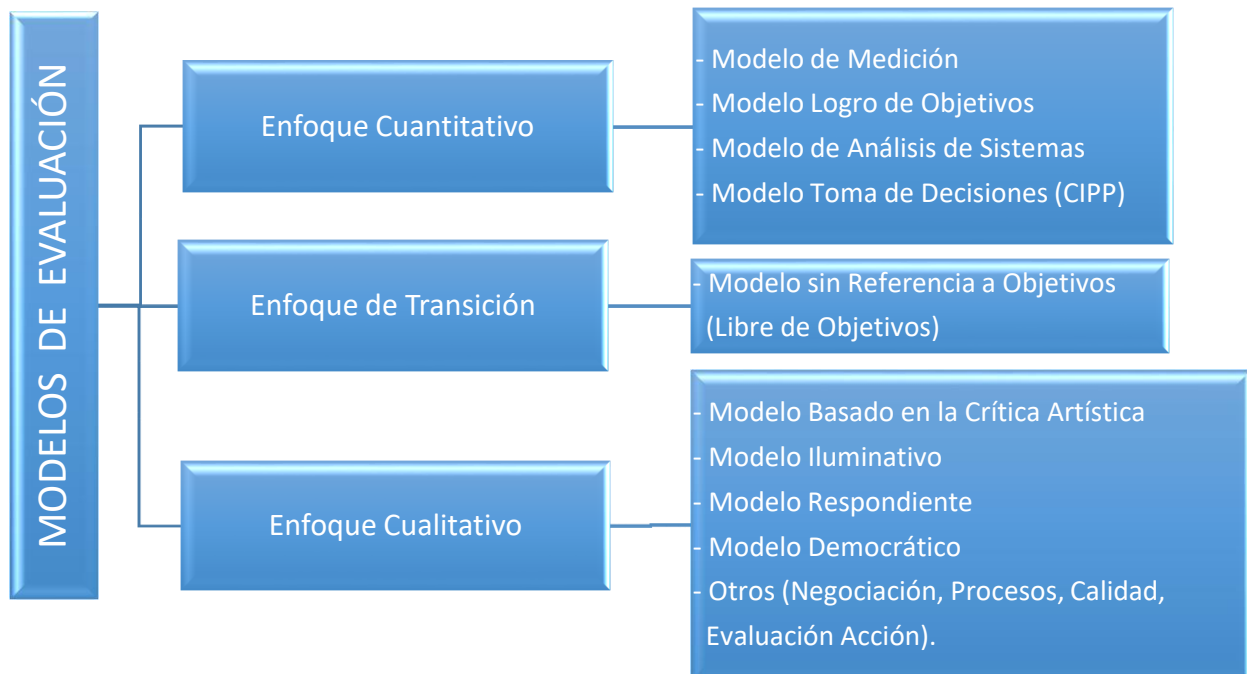 MODELOS DE EVALUACIÓN
Enfoque Cuantitativo
- Modelo de Medición
- Modelo Logro de Objetivos
- Modelo de Análisis de Sistemas
- Modelo Toma de Decisiones (CIPP)
Enfoque de Transición
- Modelo sin Referencia a Objetivos
(Libre de Objetivos)
Enfoque Cualitativo
- Modelo Basado en la Crítica Artística
- Modelo Iluminativo
- Modelo Respondiente
- Modelo Democrático
- Otros (Negociación, Procesos, Calidad,
Evaluación Acción).